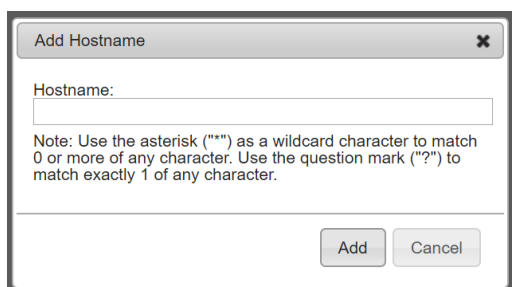 Add Hostname
Hostname:
Note: Use the asterisk ("*") as a wildcard character to match
0 or more of any character. Use the question mark ("?") to
match exactly 1 of any character.
Add Cancel